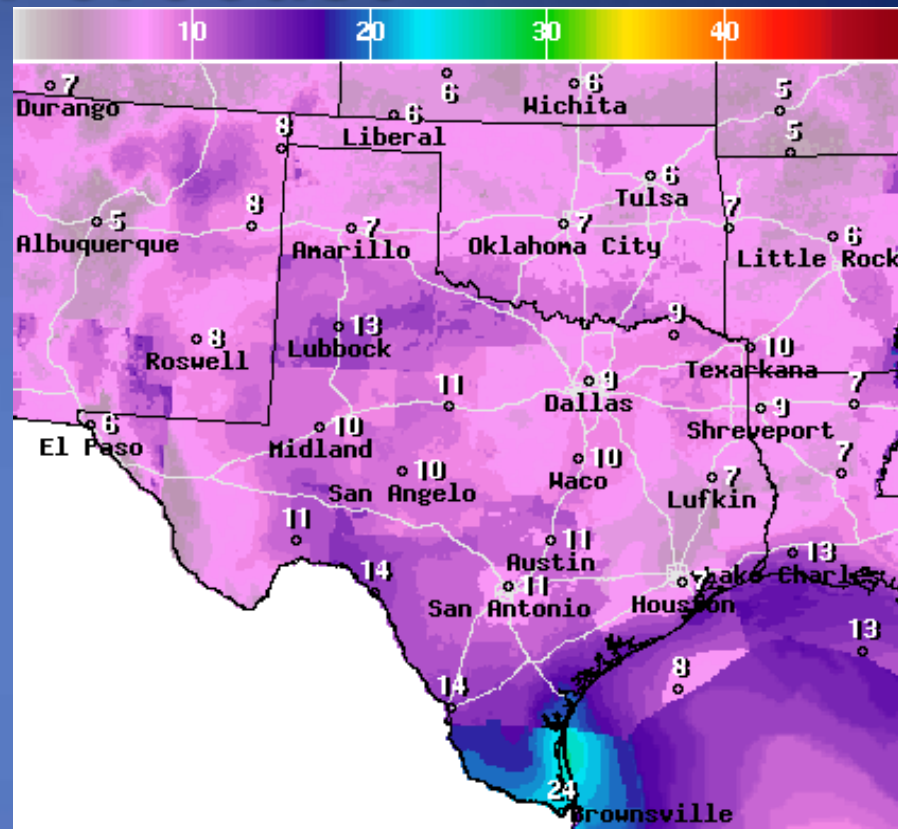 10 20 30 40
7
Durango
6
6
Liberal
6
Wichita
5
5
8
6
Tulsa
5
Albuquerque
8
7
Amarillo
7
Oklahoma City
7
6
Little Rock
8
Roswell
13
Lubbock
9
10
Texarkana
11
9
Dallas
9
Shreveport
7
6
El Paso
10
Midland
10
San Angelo
10
Waco
7
Lufkin
7
11
11
Austin
13
Lake Charles
14
11
San Antonio
7
Houston
13
14
8
24
Brownsville